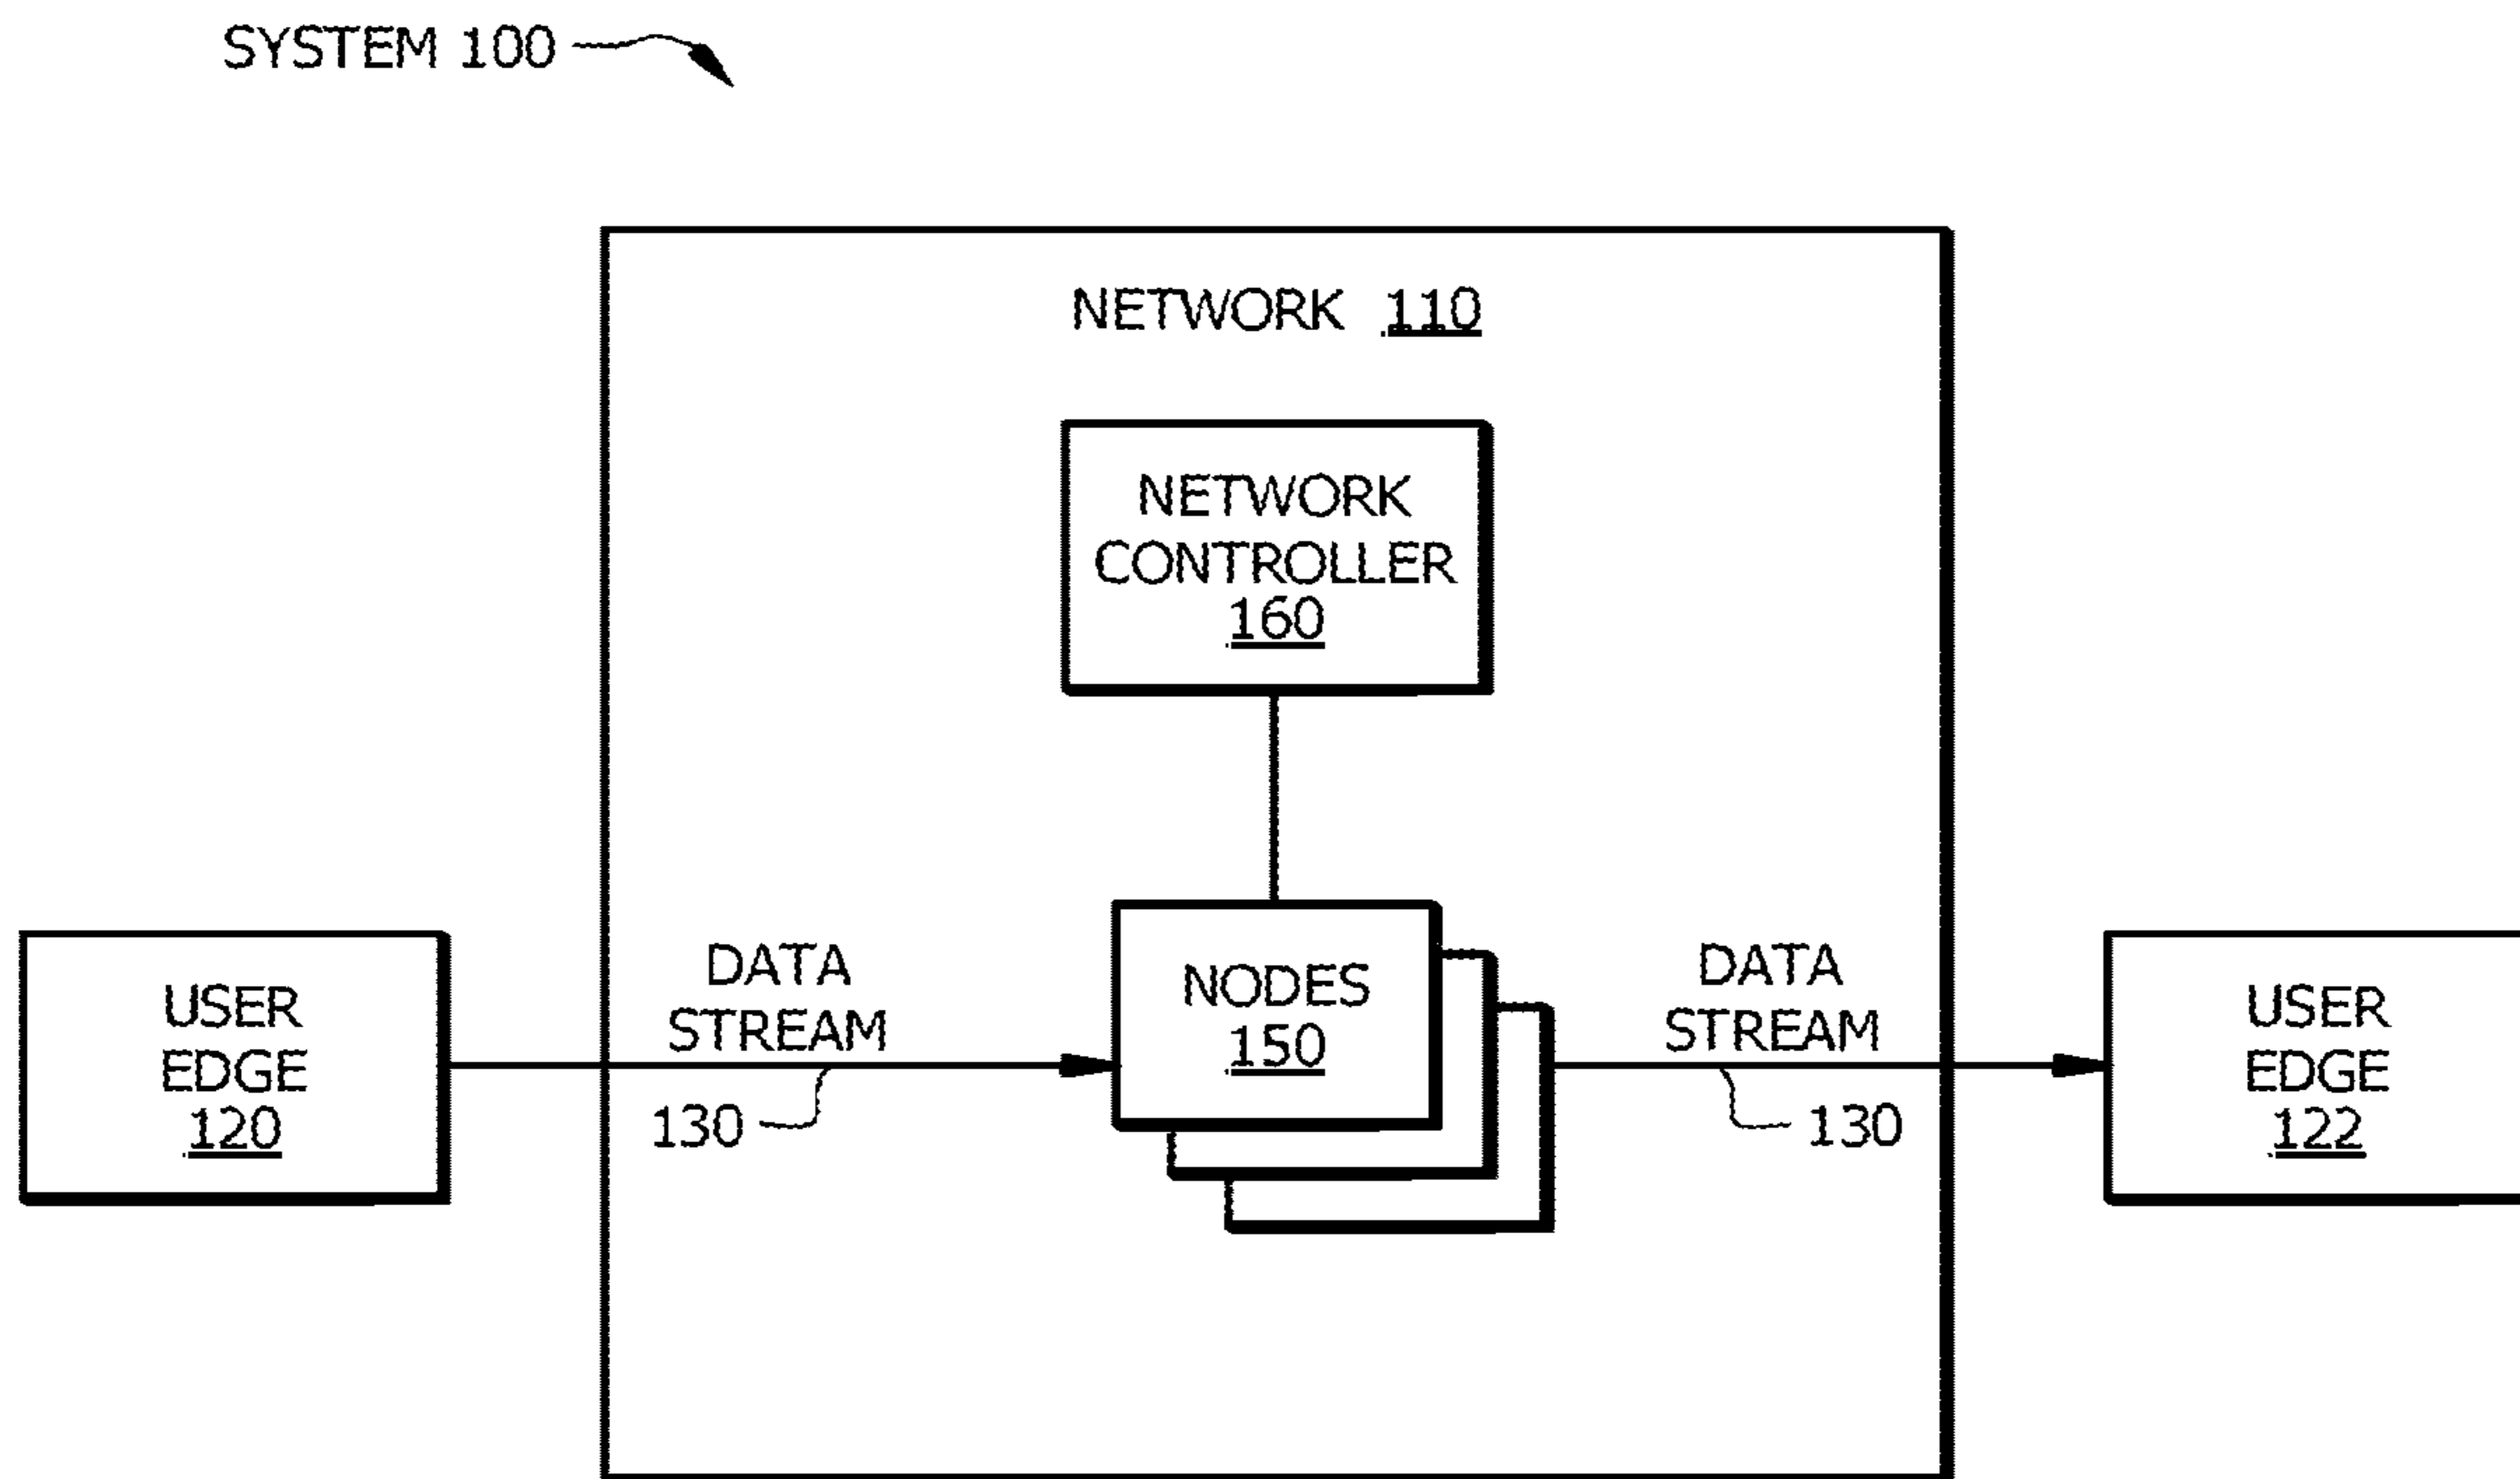 SYSTEM 100
NETWORK 110
NETWORK
CONTROLLER
160
USER
EDGE
120
DATA
STREAM
130
NODES
150
DATA
STREAM
130
USER
EDGE
122